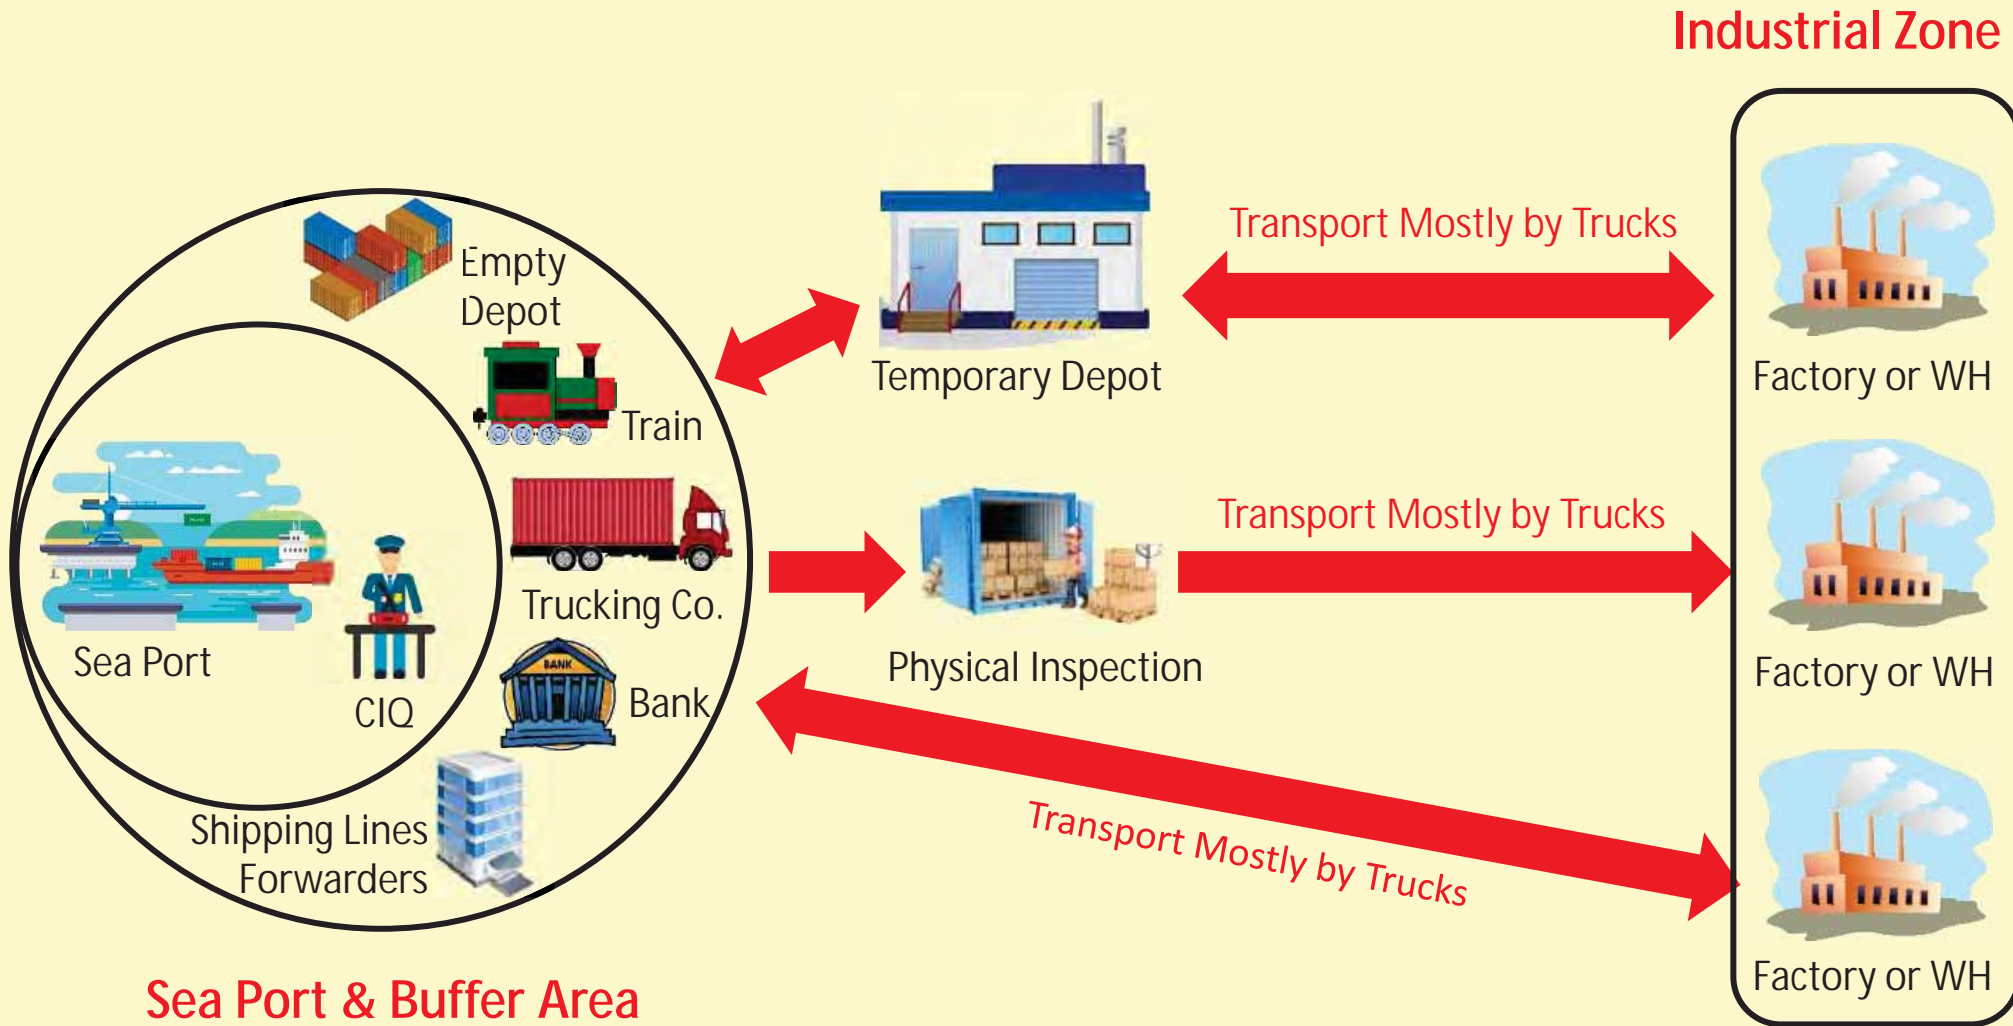 Industrial Zone
Empty
Depot
Train
Trucking Co.
BANK
Bank
Sea Port
CIQ
Shipping Lines
Forwarders
Sea Port & Buffer Area
Temporary Depot
Transport Mostly by Trucks
Physical Inspection
Transport Mostly by Trucks
Transport Mostly by Trucks
Factory or WH
Factory or WH
Factory or WH